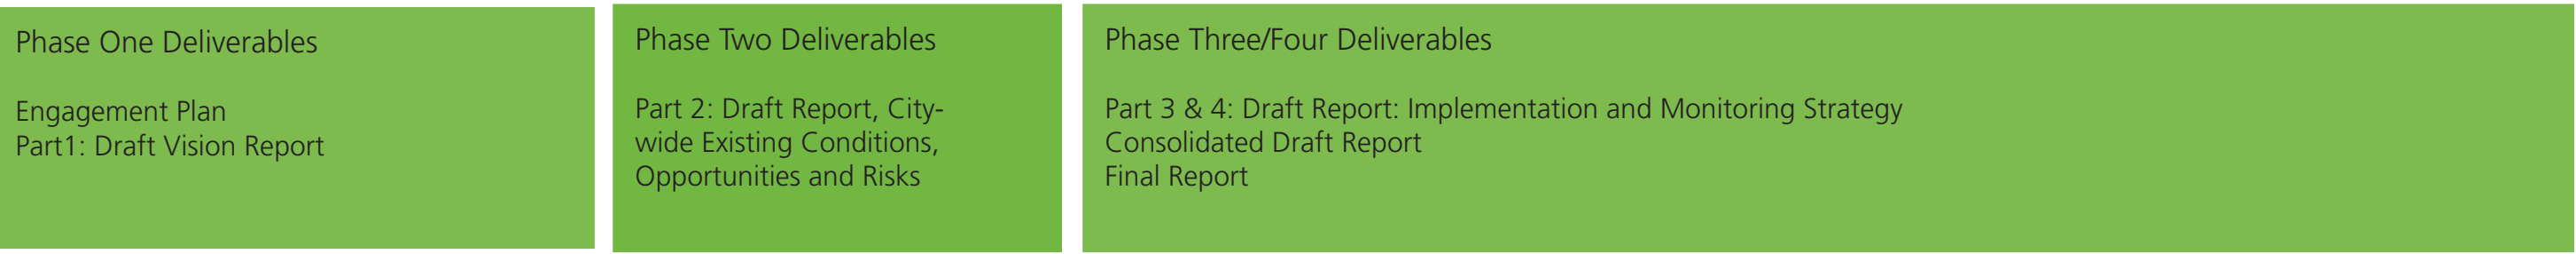 Phase One Deliverables
Engagement Plan
Part1: Draft Vision Report
Phase Two Deliverables
Part 2: Draft Report, City-
wide Existing Conditions,
Opportunities and Risks
Phase Three/Four Deliverables
Part 3 & 4: Draft Report: Implementation and Monitoring Strategy
Consolidated Draft Report
Final Report